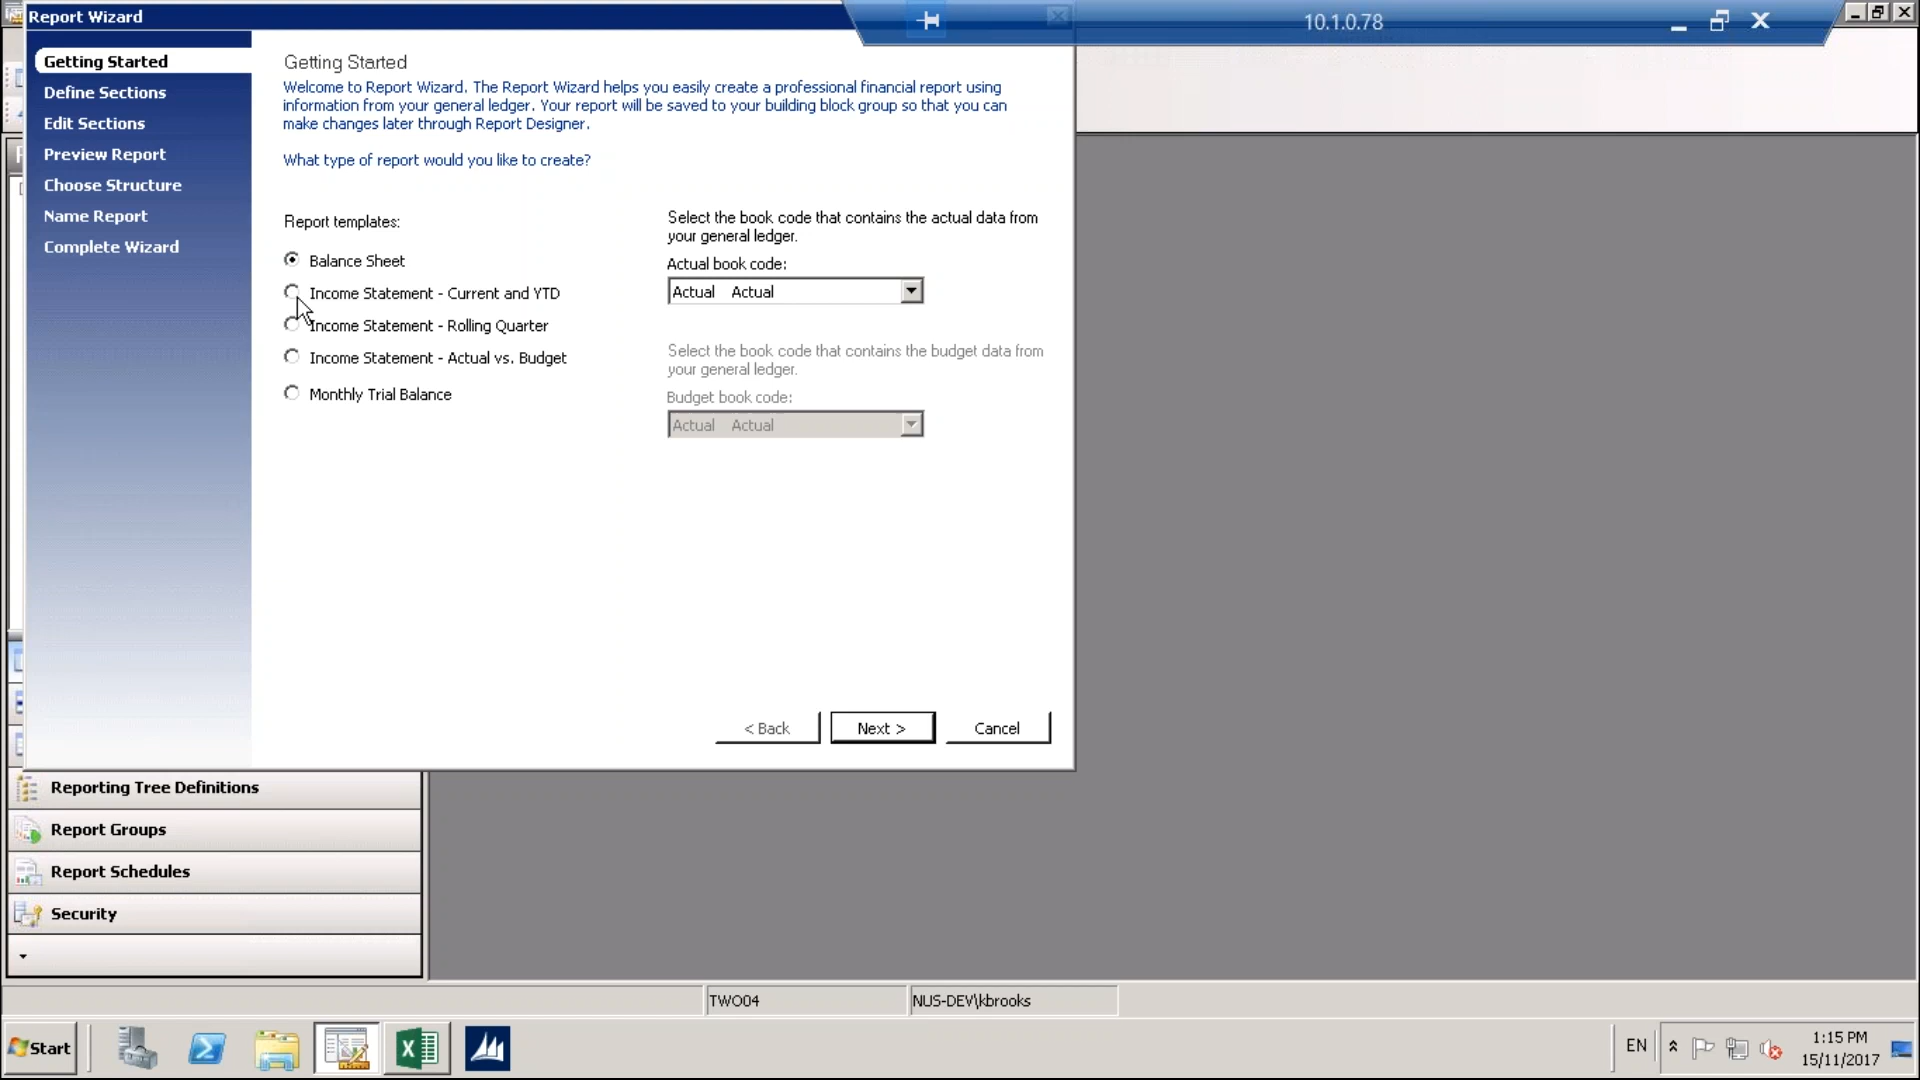 Report Wizard
10.1.0.78
Getting Started
Define Sections
Edit Sections
Preview Report
Choose Structure
Name Report
Complete Wizard
Getting Started
Welcome to Report Wizard. The Report Wizard helps you easily create a professional financial report using
information from your general ledger. Your report will be saved to your building block group so that you can
make changes later through Report Designer.
What type of report would you like to create?
Report templates:
Balance Sheet
Income Statement - Current and YTD
Income Statement - Rolling Quarter
Income Statement - Actual vs. Budget
Monthly Trial Balance
Select the book code that contains the actual data from
your general ledger.
Actual book code:
Actual Actual
Select the book code that contains the budget data from
your general ledger.
Budget book code:
Actual Actual
< Back
Next >
Cancel
Reporting Tree Definitions
Report Groups
Report Schedules
Security
TWO04
NUS-DEV\kbrooks
Start
EN
1:15 PM
15/11/2017